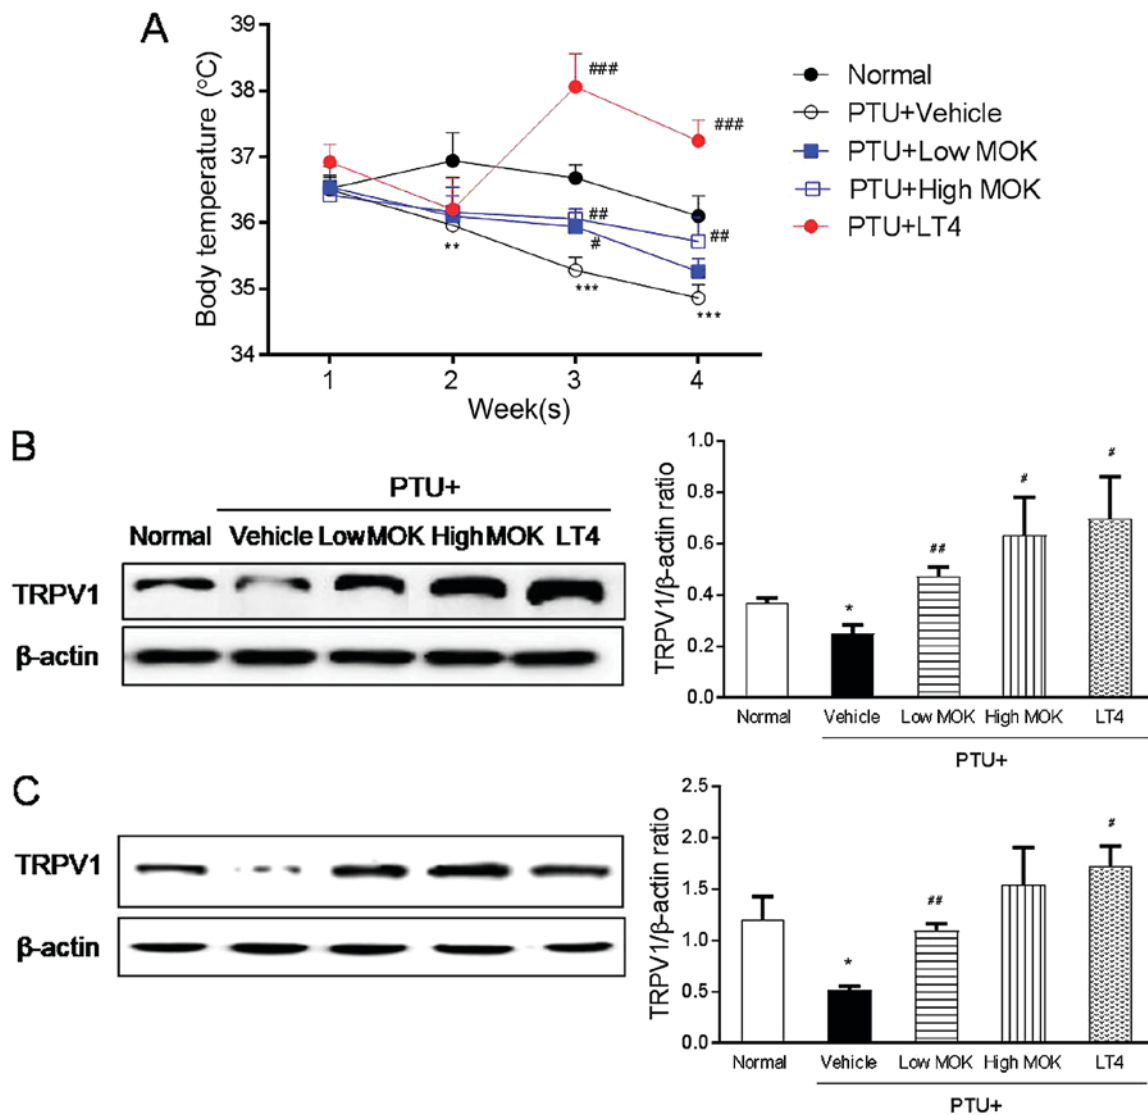 A
Body temperature (°C)
39
38
37
36
35
34
1 2 3 4
Week(s)
###
###
##
#
##
**
***
***
Normal
PTU+Vehicle
PTU+Low MOK
PTU+High MOK
PTU+LT4
B
PTU+
Normal Vehicle Low MOK High MOK LT4
TRPV1
β-actin
TRPV1/β-actin ratio
1.0
0.8
0.6
0.4
0.2
0.0
*
##
#
#
Normal Vehicle Low MOK High MOK LT4
PTU+
C
TRPV1
β-actin
TRPV1/β-actin ratio
2.5
2.0
1.5
1.0
0.5
0.0
*
##
#
Normal Vehicle Low MOK High MOK LT4
PTU+